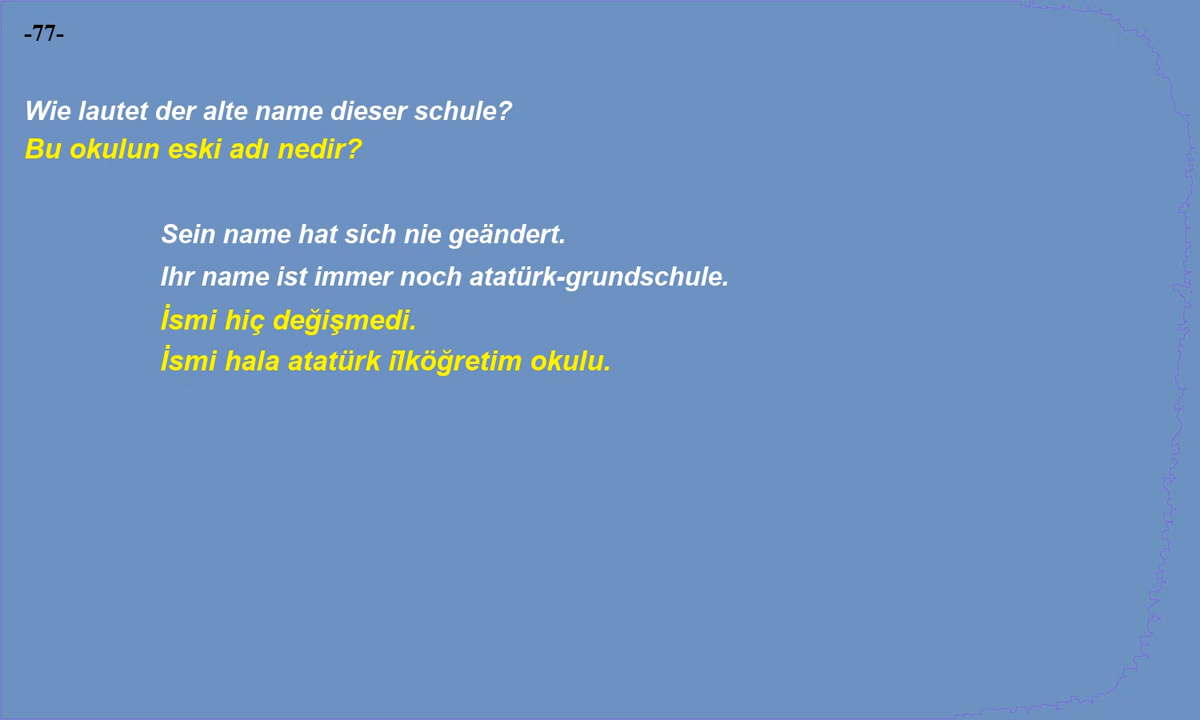 -77-
Wie lautet der alte name dieser schule?
Bu okulun eski adı nedir?
Sein name hat sich nie geändert.
Ihr name ist immer noch atatürk-grundschule.
İsmi hiç değişmedi.
İsmi hala atatürk i̇lköğretim okulu.